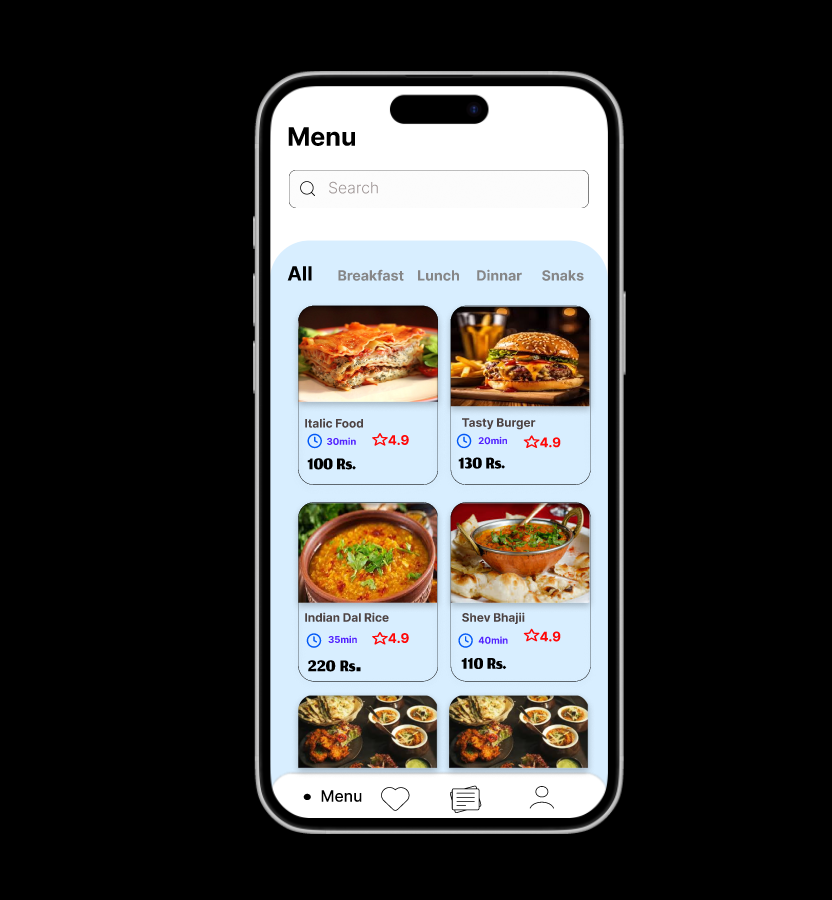 Menu
Search
All Breakfast Lunch Dinnar Snaks
Italic Food
30min 4.9
100 Rs.
Tasty Burger
20min 4.9
130 Rs.
Indian Dal Rice
35min 4.9
220 Rs.
Shev Bhajii
40min 4.9
110 Rs.
Menu